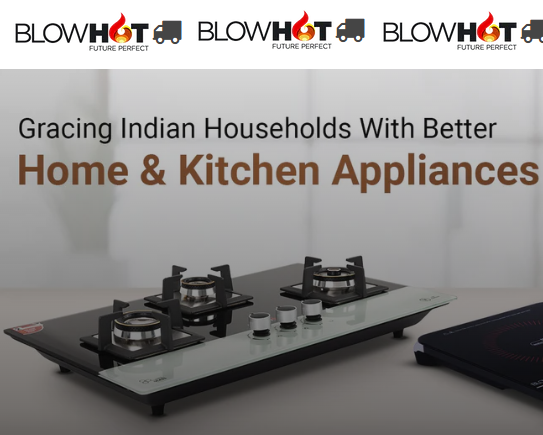 BLOWHOT
FUTURE PERFECT
BLOWHOT
FUTURE PERFECT
BLOWHOT
FUTURE PERFECT
Gracing Indian Households With Better
Home & Kitchen Appliances